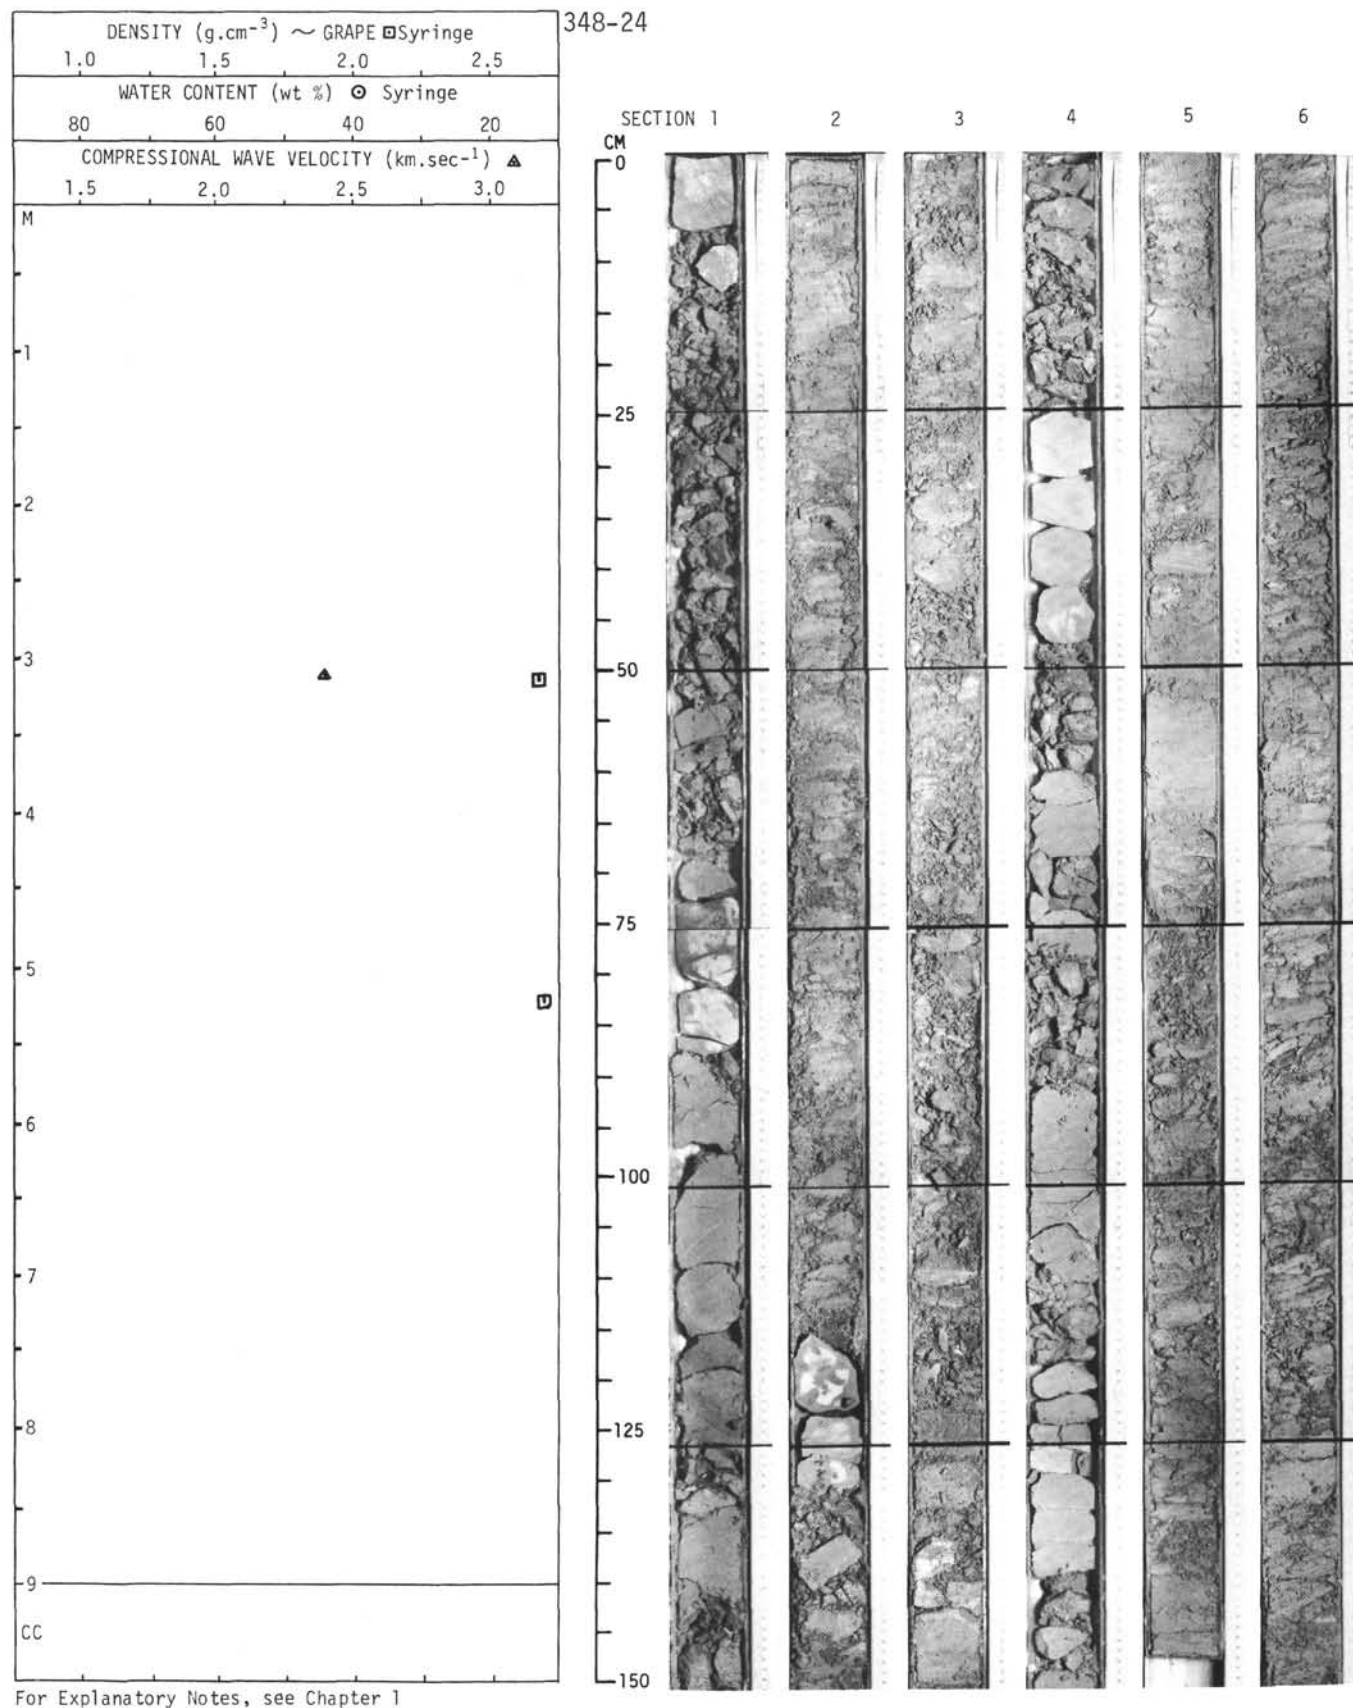 348-24
DENSITY (g.cm-3) ~ GRAPE ⊡ Syringe
1.0 1.5 2.0 2.5
WATER CONTENT (wt %) ⊙ Syringe
80 60 40 20
COMPRESSIONAL WAVE VELOCITY (km.sec-1) ▲
1.5 2.0 2.5 3.0
M
1
2
3
4
5
6
7
8
9
CC
SECTION 1 2 3 4 5 6
CM
0
25
50
75
100
125
150
For Explanatory Notes, see Chapter 1